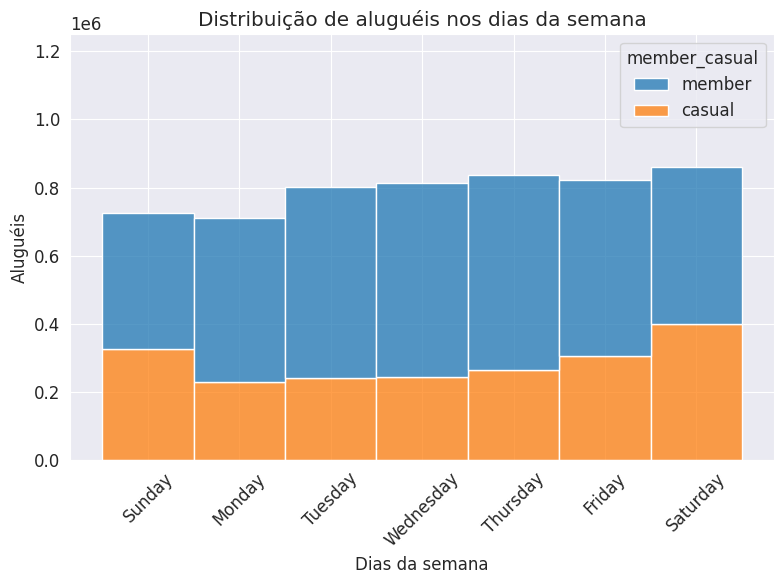 Distribuição de aluguéis nos dias da semana
1e6
1.2
1.0
0.8
0.6
0.4
0.2
0.0
Aluguéis
member_casual
member
casual
Sunday
Monday
Tuesday
Wednesday
Thursday
Friday
Saturday
Dias da semana